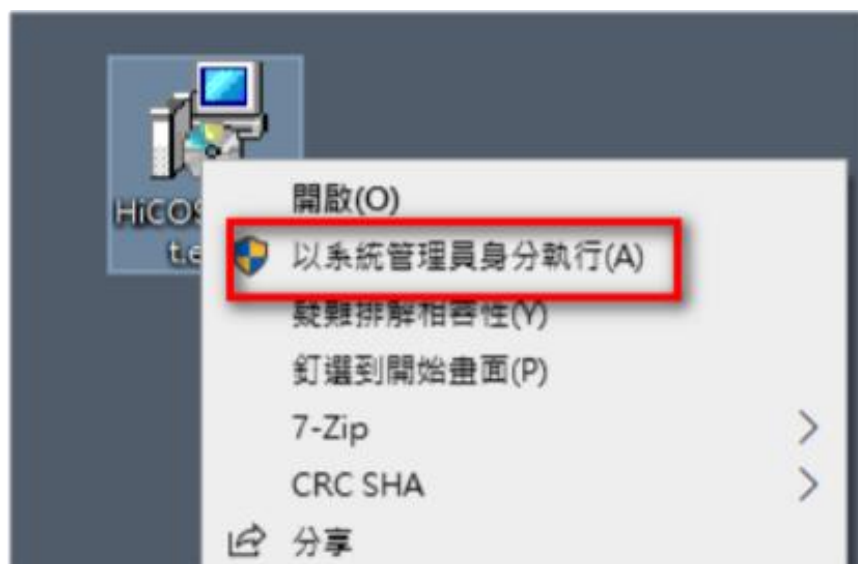 HiCOS
t.e
開啟(O)
以系統管理員身分執行(A)
疑難排解相容性(Y)
釘選到開始畫面(P)
7-Zip
CRC SHA
分享